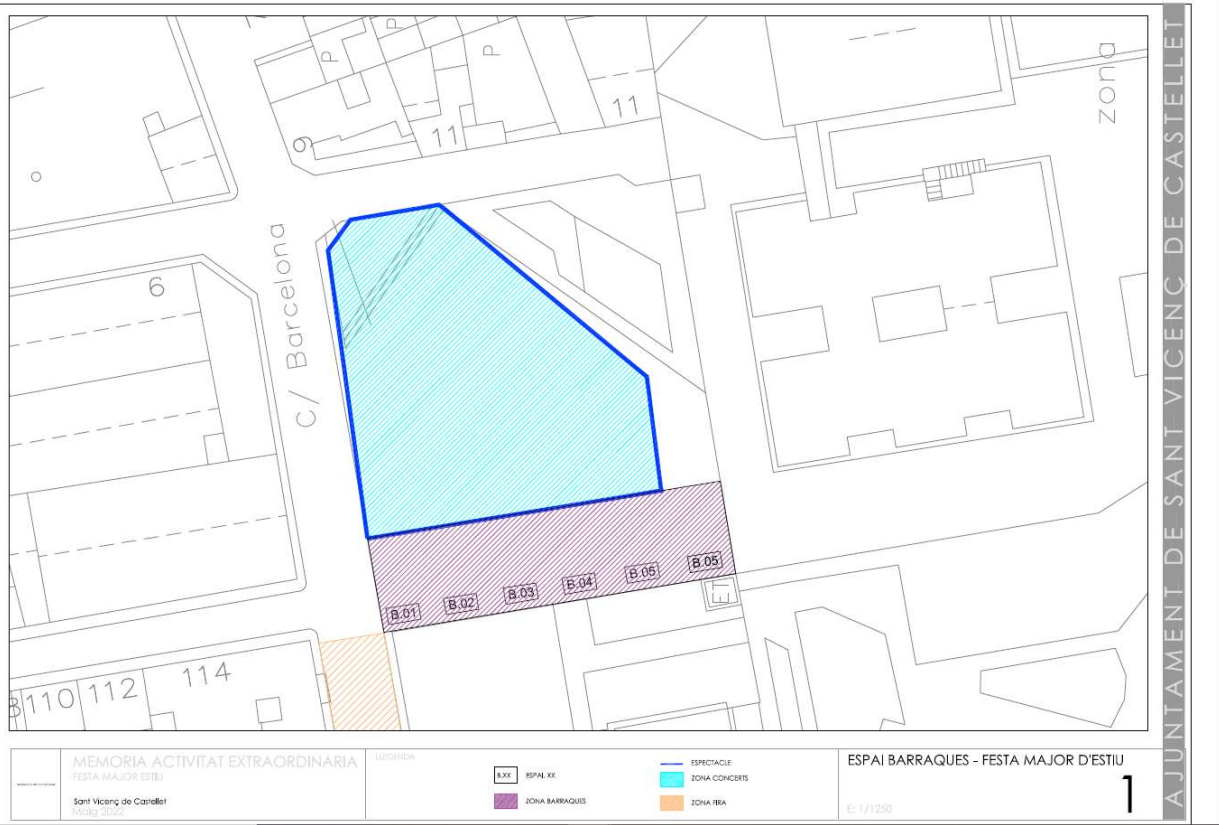 P
P
P
zona
11
11
9
6
C/ Barcelona
B.01
B.02
B.03
B.04
B.05
B.05
ET
110
112
114
MEMORIA ACTIVITAT EXTRAORDINARIA
FESTA MAJOR ESTIU
Sant Vicenç de Castellet
Maig 2022
LLEGENDA
B.XX ESPAI XX
ZONA BARRAQUES
ESPECTACLE
ZONA CONCERTS
ZONA FIRA
ESPAI BARRAQUES - FESTA MAJOR D'ESTIU
E: 1/1250
1
AJUNTAMENT DE SANT VICENÇ DE CASTELLET